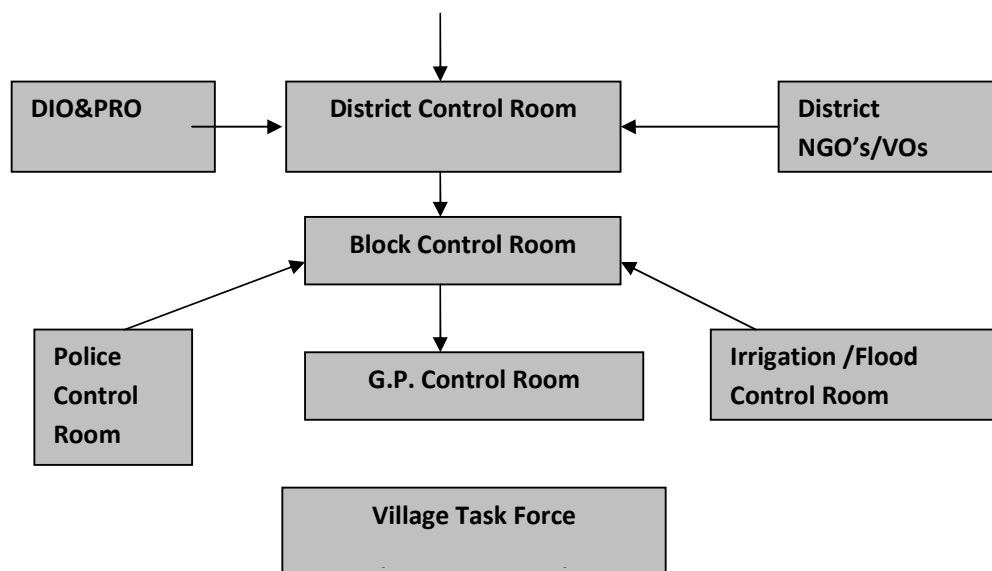 DIO&PRO
District Control Room
District
NGO’s/VOs
Block Control Room
Police
Control
Room
G.P. Control Room
Irrigation /Flood
Control Room
Village Task Force